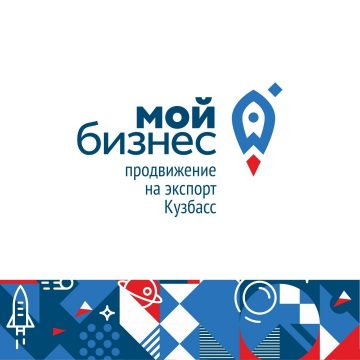 мой
бизнес
продвижение
на экспорт
Кузбасс